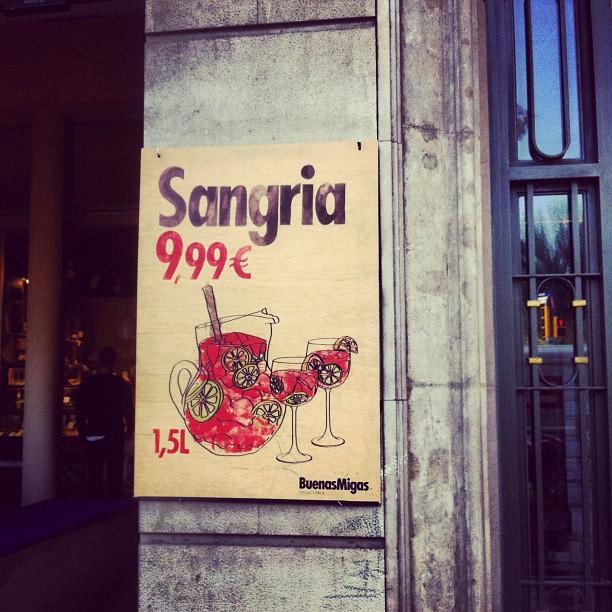 Sangria
9,99€
1,5L
BuenasMigas